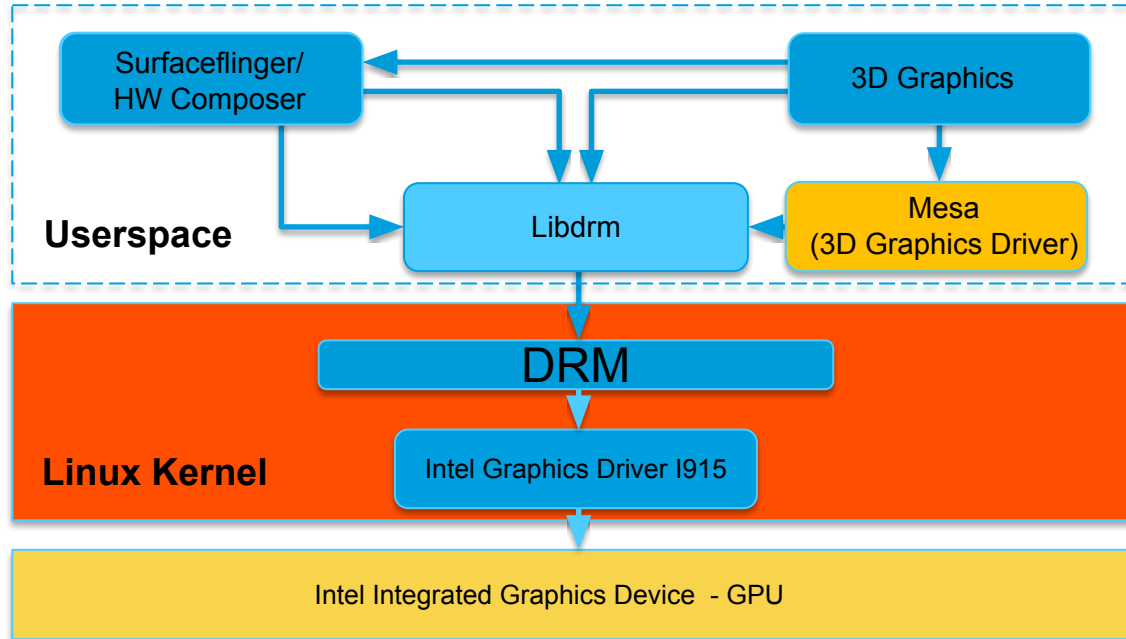 Surfaceflinger/
HW Composer
3D Graphics
Userspace
Libdrm
Mesa
(3D Graphics Driver)
DRM
Linux Kernel
Intel Graphics Driver I915
Intel Integrated Graphics Device - GPU